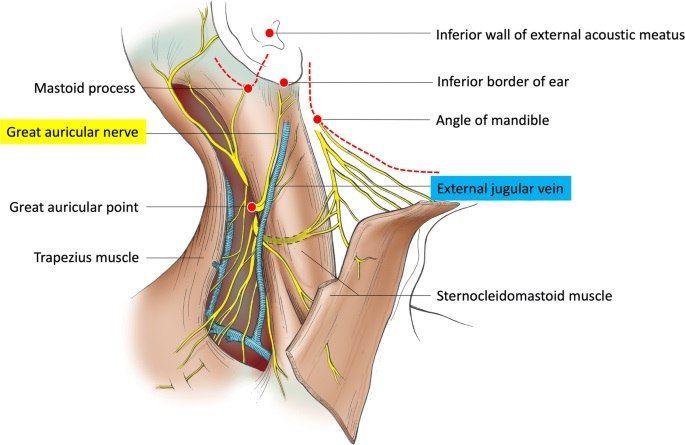 Inferior wall of external acoustic meatus
Mastoid process
Inferior border of ear
Great auricular nerve
Angle of mandible
External jugular vein
Great auricular point
Trapezius muscle
Sternocleidomastoid muscle